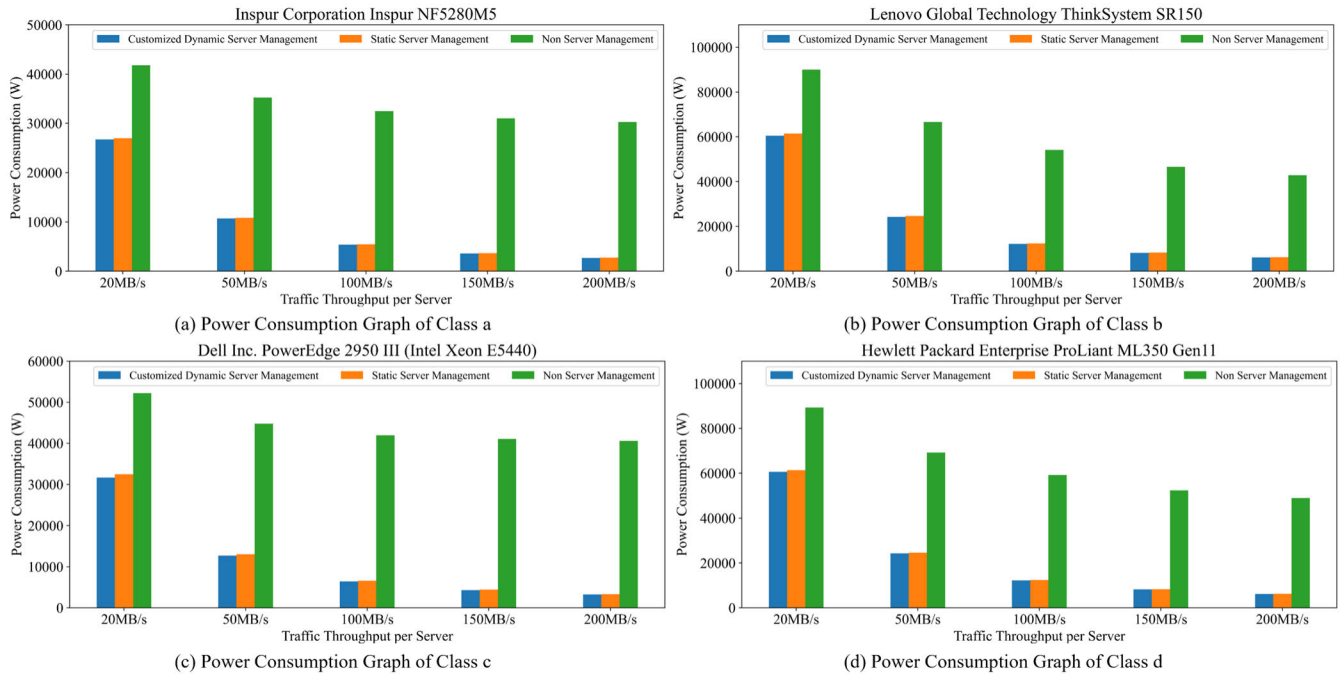 Inspur Corporation Inspur NF5280M5
Customized Dynamic Server Management Static Server Management Non Server Management
50000
40000
30000
20000
10000
0
Power Consumption (W)
20MB/s 50MB/s 100MB/s 150MB/s 200MB/s
Traffic Throughput per Server
(a) Power Consumption Graph of Class a
Lenovo Global Technology ThinkSystem SR150
Customized Dynamic Server Management Static Server Management Non Server Management
100000
80000
60000
40000
20000
0
Power Consumption (W)
20MB/s 50MB/s 100MB/s 150MB/s 200MB/s
Traffic Throughput per Server
(b) Power Consumption Graph of Class b
Dell Inc. PowerEdge 2950 III (Intel Xeon E5440)
Customized Dynamic Server Management Static Server Management Non Server Management
60000
50000
40000
30000
20000
10000
0
Power Consumption (W)
20MB/s 50MB/s 100MB/s 150MB/s 200MB/s
Traffic Throughput per Server
(c) Power Consumption Graph of Class c
Hewlett Packard Enterprise ProLiant ML350 Gen11
Customized Dynamic Server Management Static Server Management Non Server Management
100000
80000
60000
40000
20000
0
Power Consumption (W)
20MB/s 50MB/s 100MB/s 150MB/s 200MB/s
Traffic Throughput per Server
(d) Power Consumption Graph of Class d